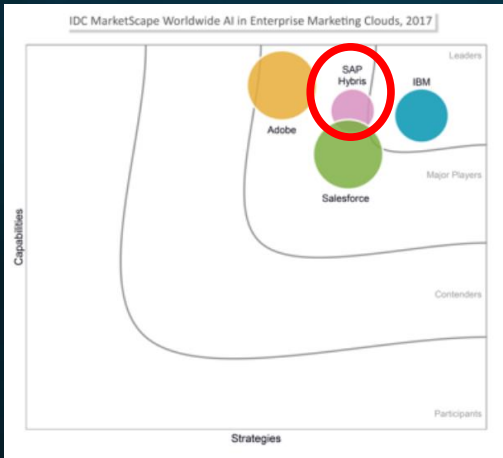 IDC MarketScape Worldwide AI in Enterprise Marketing Clouds, 2017
Leaders
SAP
Hybris
IBM
Adobe
Major Players
Salesforce
Capabilities
Contenders
Participants
Strategies